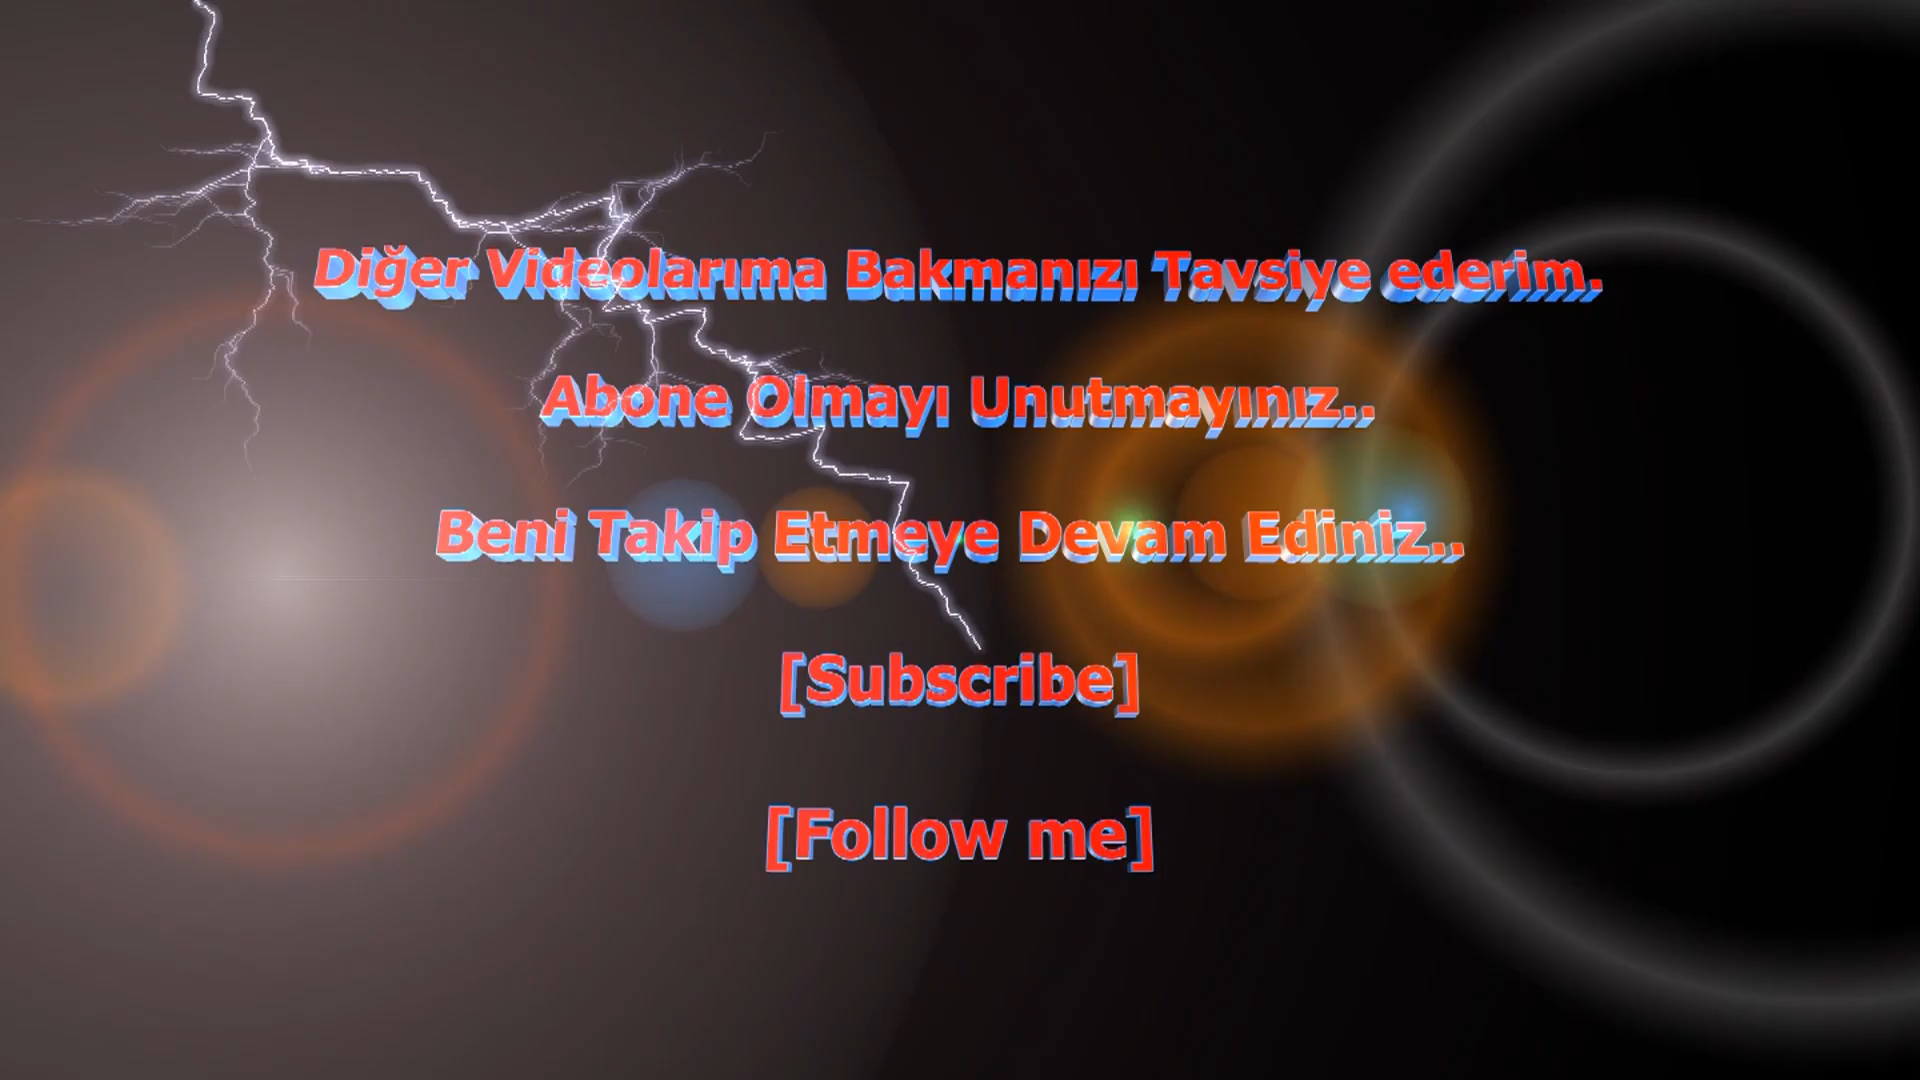 Diğer Videolarıma Bakmanızı Tavsiye ederim.
Abone Olmayı Unutmayınız..
Beni Takip Etmeye Devam Ediniz..
[Subscribe]
[Follow me]